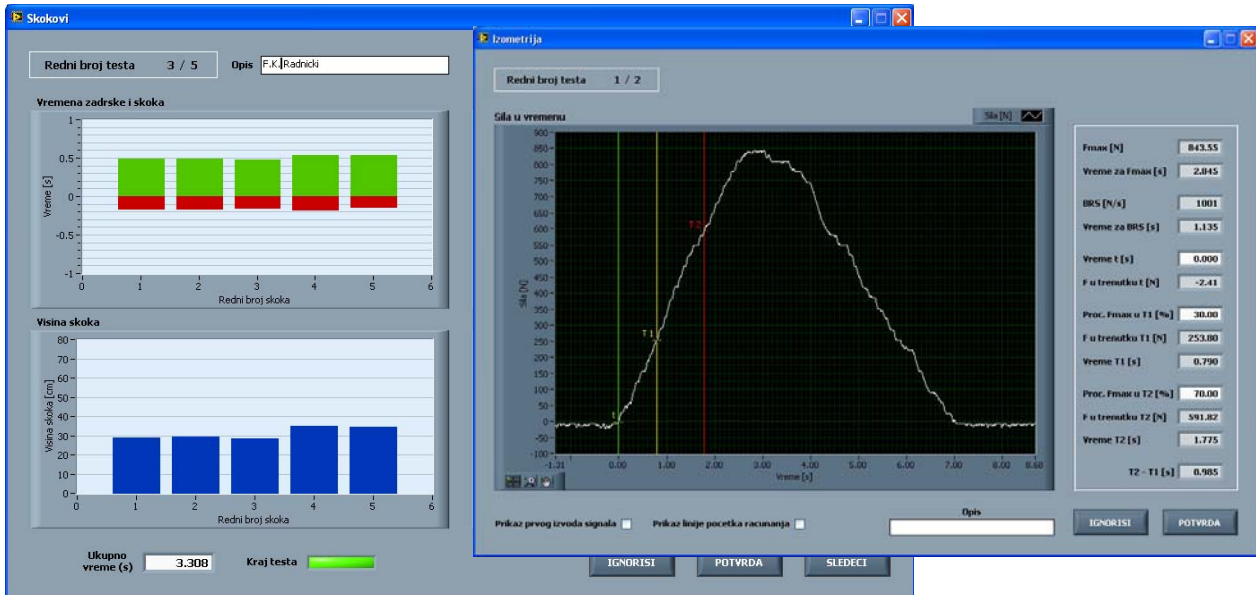 Skokovi
Redni broj testa 3 / 5 Opis F.K. Radnicki
Vremena zadrske i skoka
1
0.5
0
-0.5
-1
Vreme [s]
0 1 2 3 4 5 6
Redni broj skoka
Visina skoka
80
70
60
50
40
30
20
10
0
Visina skoka [cm]
0 1 2 3 4 5 6
Redni broj skoka
Ukupno
vreme (s) 3.308 Kraj testa
IGNORISI POTVRDA SLEDECI
Izometrija
Redni broj testa 1 / 2
Sila u vremenu
Sila [N]
900
850
800
750
700
650
600
550
500
450
400
350
300
250
200
150
100
50
0
-50
-100
Sila [N]
t
T1
T2
-1.21 0.00 1.00 2.00 3.00 4.00 5.00 6.00 7.00 8.00 8.68
Vreme [s]
Fmax [N] 843.55
Vreme za Fmax [s] 2.845
BRS [N/s] 1001
Vreme za BRS [s] 1.135
Vreme t [s] 0.000
F u trenutku t [N] -2.41
Proc. Fmax u T1 [%] 30.00
F u trenutku T1 [N] 253.80
Vreme T1 [s] 0.790
Proc. Fmax u T2 [%] 70.00
F u trenutku T2 [N] 591.82
Vreme T2 [s] 1.775
T2 - T1 [s] 0.985
Prikaz prvog izvoda signala Prikaz linije pocetka racunanja
Opis
IGNORISI POTVRDA